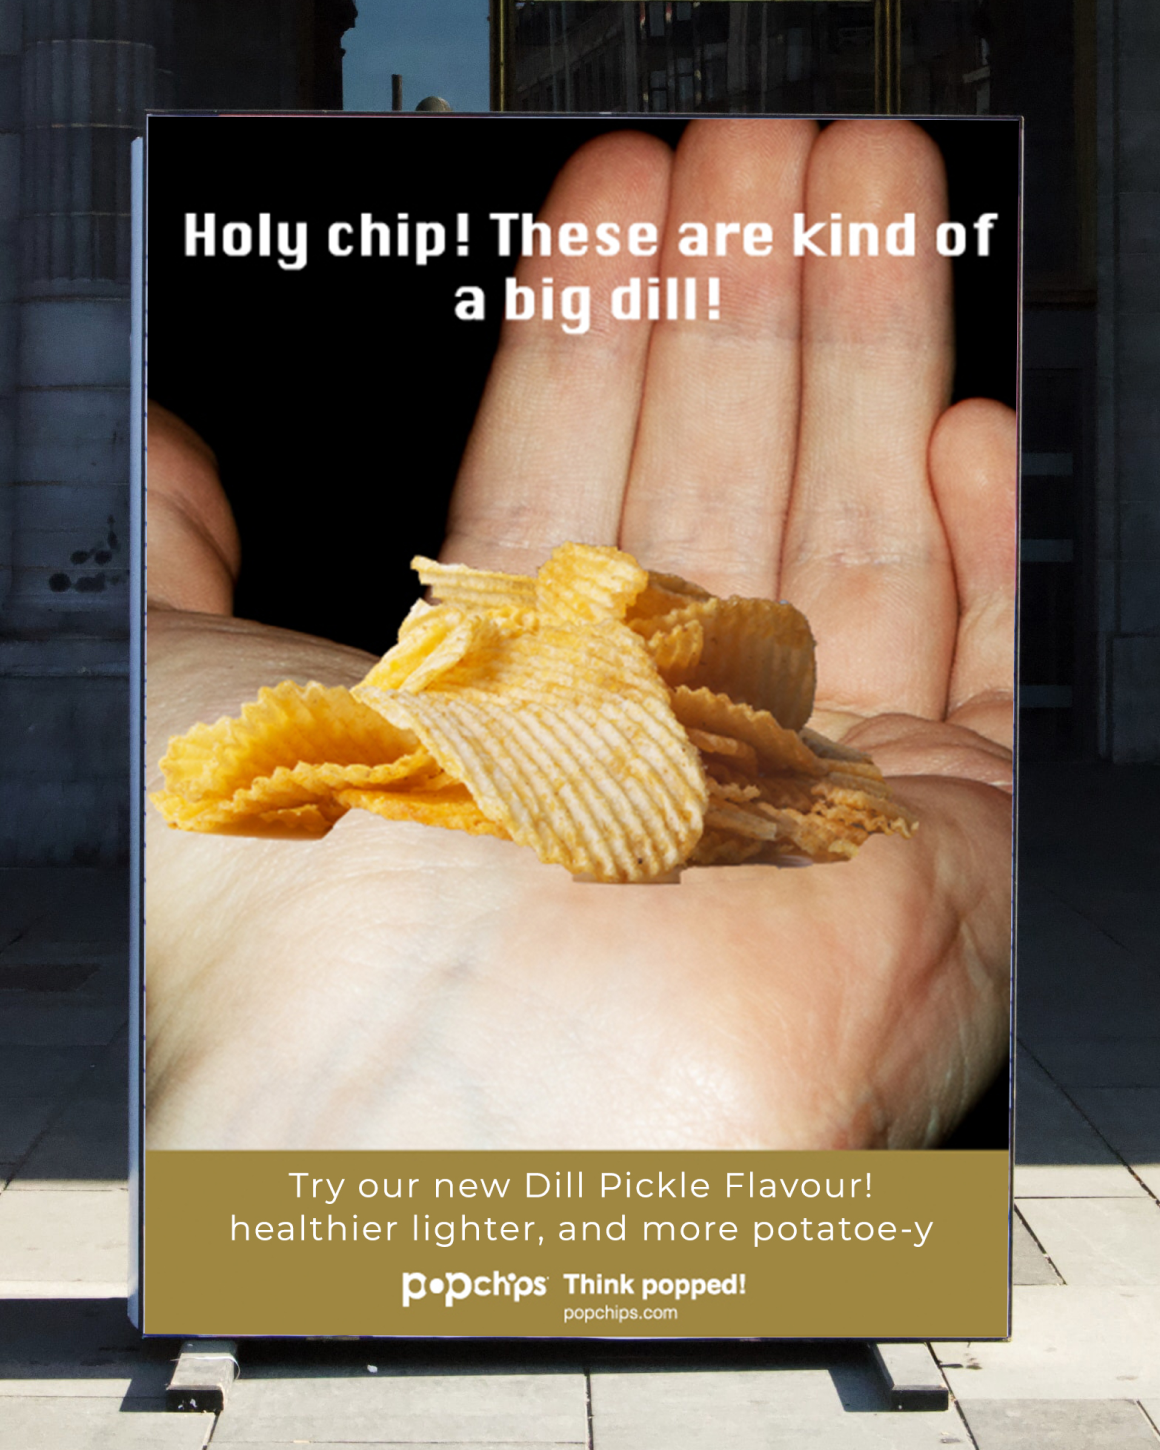 Holy chip! These are kind of
a big dill!
Try our new Dill Pickle Flavour!
healthier lighter, and more potatoe-y
popchips Think popped!
popchips.com